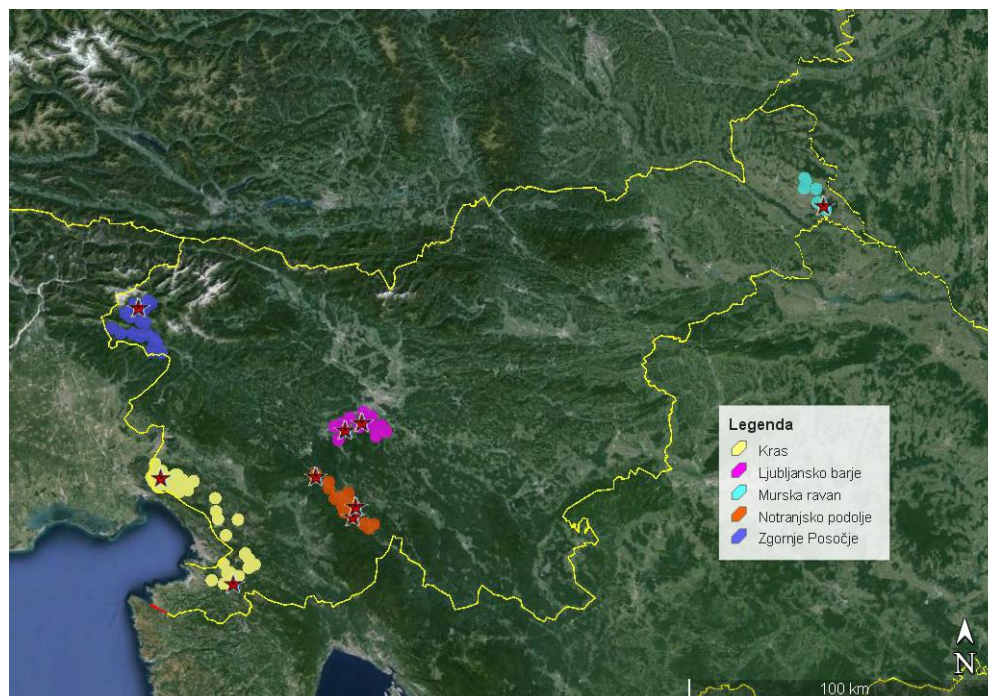 Legenda
Kras
Ljubljansko barje
Murska ravan
Notranjsko podolje
Zgornje Posočje
N
100 km